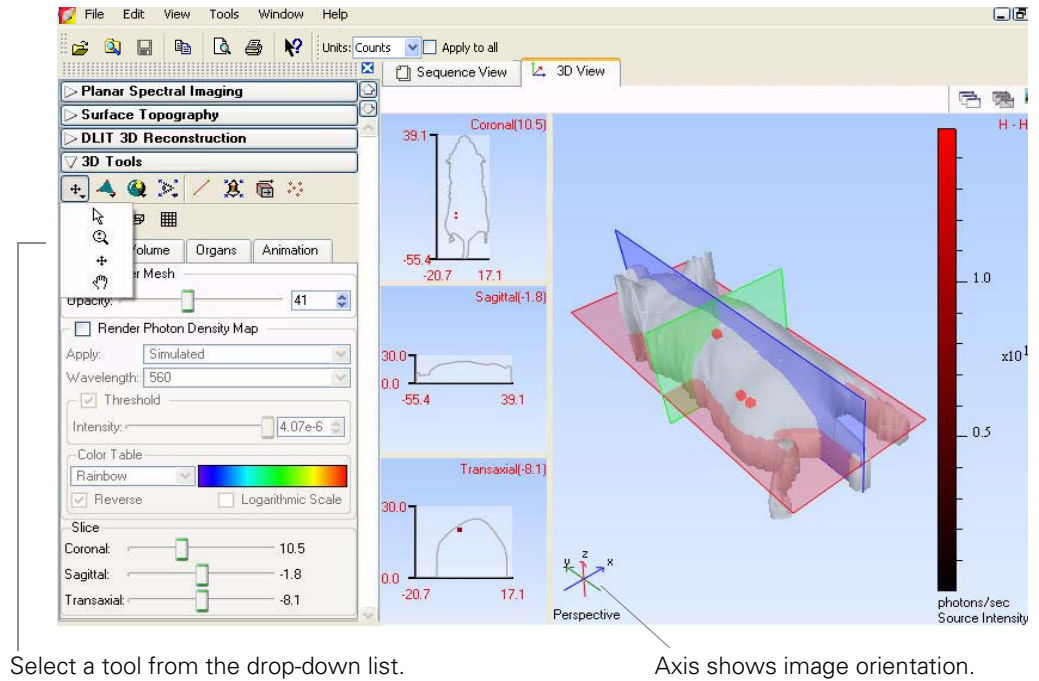 File Edit View Tools Window Help
Units: Counts Apply to all
Sequence View 3D View
Planar Spectral Imaging
Surface Topography
DLIT 3D Reconstruction
3D Tools
Volume Organs Animation
Mesh
Opacity: 41
Render Photon Density Map
Apply: Simulated
Wavelength: 560
Threshold
Intensity: 4.07e-6
Color Table
Rainbow
Reverse Logarithmic Scale
Slice
Coronal: 10.5
Sagittal: -1.8
Transaxial: -8.1
Coronal(10.5)
39.1
-55.4
-20.7 17.1
Sagittal(-1.8)
30.0
0.0
-55.4 39.1
Transaxial(-8.1)
30.0
0.0
-20.7 17.1
H - H
1.0
x10 1
0.5
y z x
Perspective
photons/sec
Source Intensity
Select a tool from the drop-down list.
Axis shows image orientation.